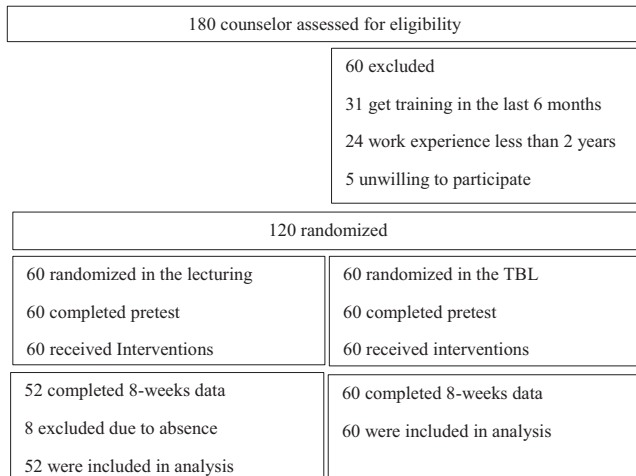 180 counselor assessed for eligibility
60 excluded
31 get training in the last 6 months
24 work experience less than 2 years
5 unwilling to participate
120 randomized
60 randomized in the lecturing
60 completed pretest
60 received Interventions
60 randomized in the TBL
60 completed pretest
60 received interventions
52 completed 8-weeks data
8 excluded due to absence
52 were included in analysis
60 completed 8-weeks data
60 were included in analysis